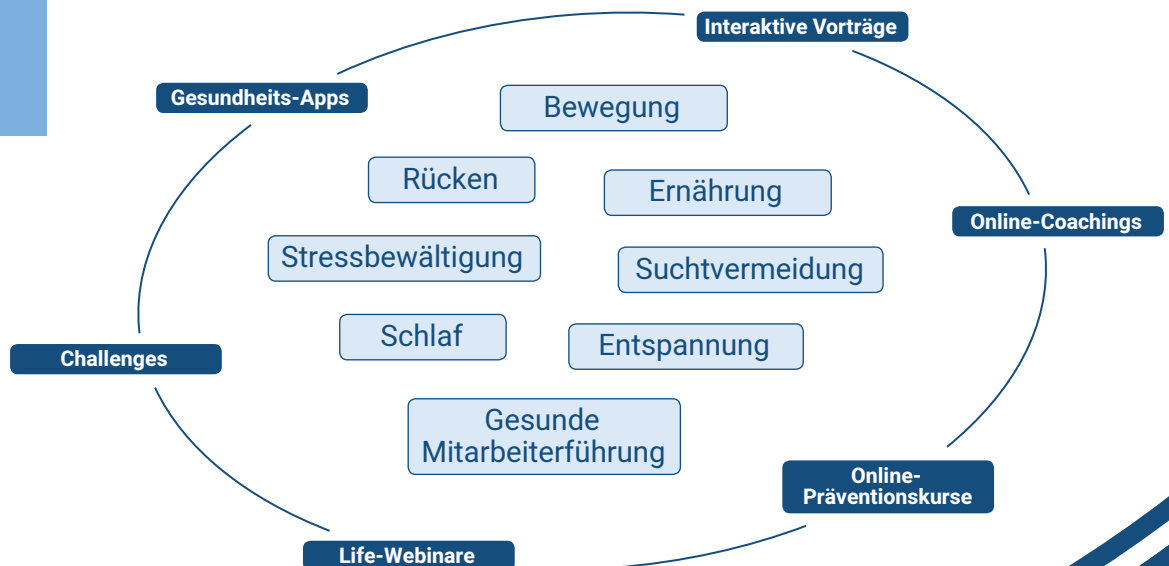 Interaktive Vorträge
Gesundheits-Apps
Bewegung
Rücken
Ernährung
Online-Coachings
Stressbewältigung
Suchtvermeidung
Schlaf
Entspannung
Challenges
Gesunde
Mitarbeiterführung
Online-
Präventionskurse
Life-Webinare